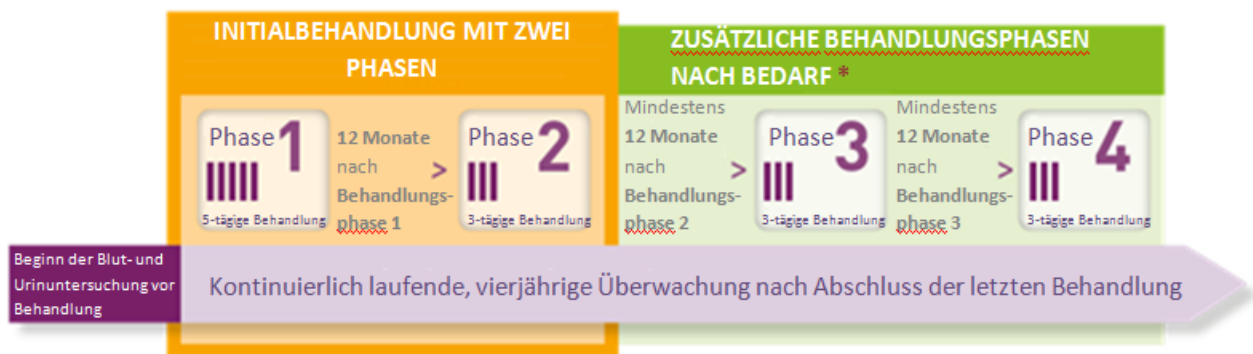 INITIALBEHANDLUNG MIT ZWEI
PHASEN
ZUSÄTZLICHE BEHANDLUNGSPHASEN
NACH BEDARF *
Phase 1
5-tägige Behandlung
12 Monate
nach
Behandlungs-
phase 1
>
Phase 2
3-tägige Behandlung
Mindestens
12 Monate
nach
Behandlungs-
phase 2
>
Phase 3
3-tägige Behandlung
Mindestens
12 Monate
nach
Behandlungs-
phase 3
>
Phase 4
3-tägige Behandlung
Beginn der Blut- und
Urinuntersuchung vor
Behandlung
Kontinuierlich laufende, vierjährige Überwachung nach Abschluss der letzten Behandlung